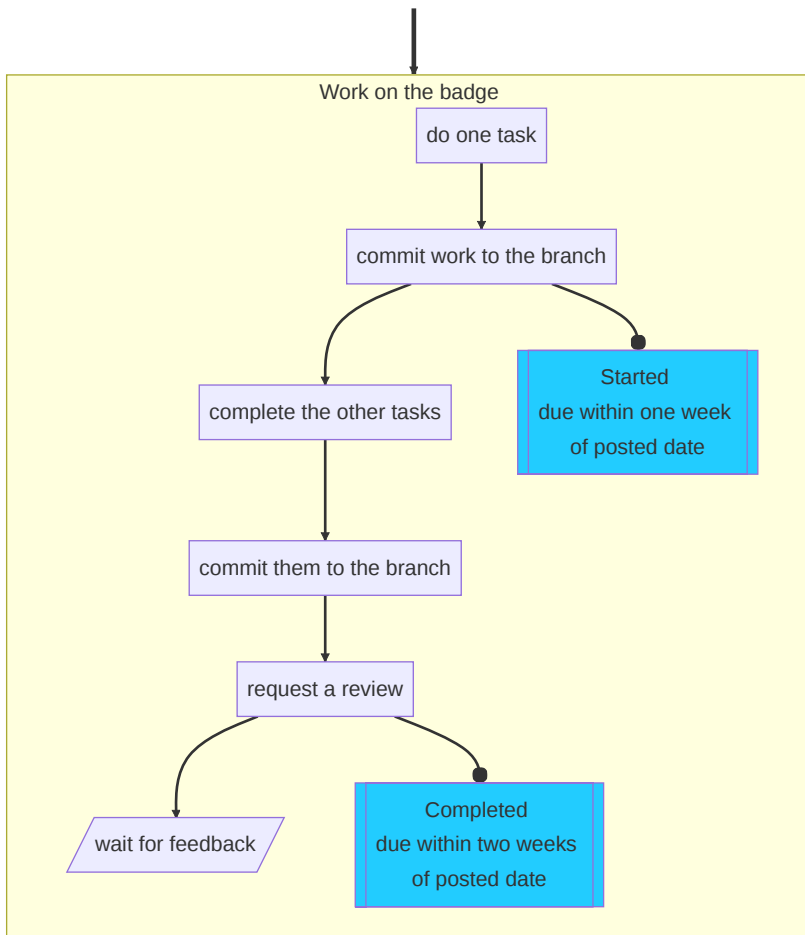 Work on the badge
do one task
commit work to the branch
complete the other tasks
Started
due within one week
of posted date
commit them to the branch
request a review
wait for feedback
Completed
due within two weeks
of posted date